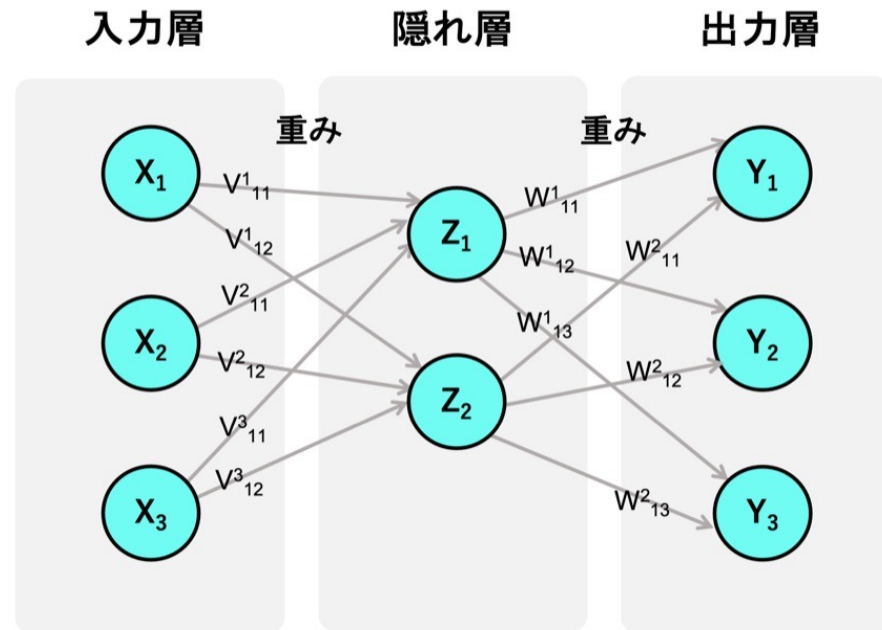 入力層
隠れ層
出力層
重み
重み
X₁
X₂
X₃
V¹₁₁
V¹₁₂
V²₁₁
V²₁₂
V³₁₁
V³₁₂
Z₁
Z₂
W¹₁₁
W¹₁₂
W¹₁₃
W²₁₁
W²₁₂
W²₁₃
Y₁
Y₂
Y₃